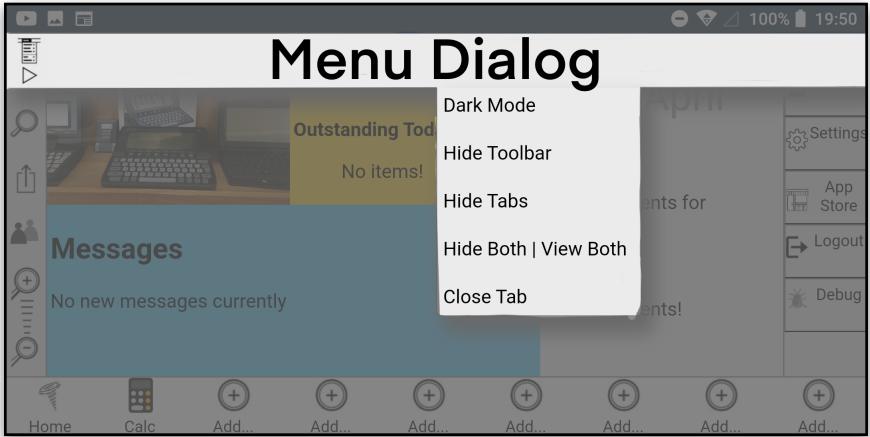 100% 19:50
Menu Dialog
Dark Mode
Hide Toolbar
Hide Tabs
Hide Both | View Both
Close Tab
Outstanding Tod
No items!
April
ents for
ents!
Messages
No new messages currently
Settings
App
Store
Logout
Debug
Home Calc Add... Add... Add... Add... Add... Add... Add...